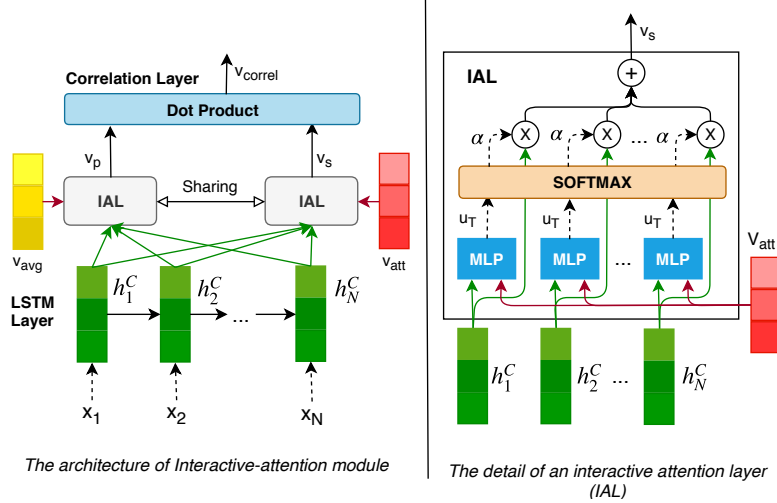 Correlation Layer
v_correl
Dot Product
v_p
v_s
IAL
Sharing
IAL
v_avg
v_att
LSTM
Layer
h_1^C
h_2^C
...
h_N^C
x_1
x_2
x_N
The architecture of Interactive-attention module
v_s
IAL
+
α
X
α
X
...
α
X
SOFTMAX
u_T
u_T
u_T
MLP
MLP
...
MLP
V_att
h_1^C
h_2^C
...
h_N^C
The detail of an interactive attention layer
(IAL)